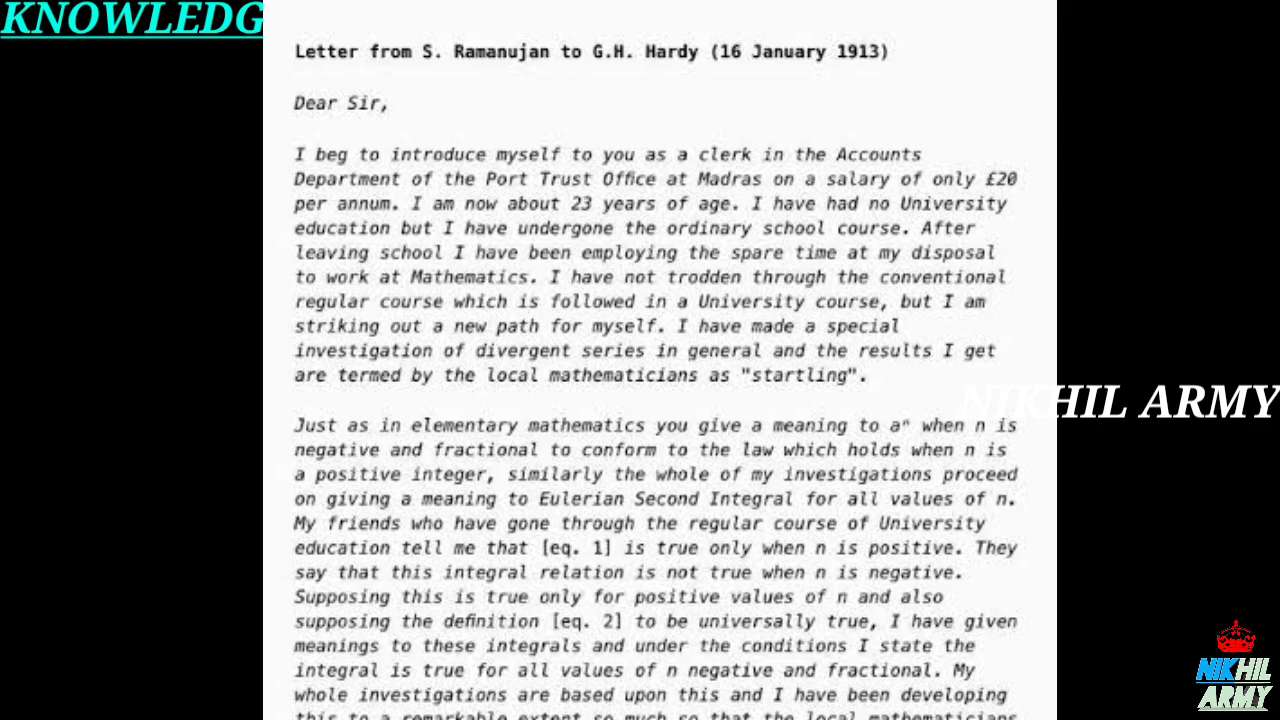 KNOWLEDG
Letter from S. Ramanujan to G.H. Hardy (16 January 1913)
Dear Sir,
I beg to introduce myself to you as a clerk in the Accounts
Department of the Port Trust Office at Madras on a salary of only £20
per annum. I am now about 23 years of age. I have had no University
education but I have undergone the ordinary school course. After
leaving school I have been employing the spare time at my disposal
to work at Mathematics. I have not trodden through the conventional
regular course which is followed in a University course, but I am
striking out a new path for myself. I have made a special
investigation of divergent series in general and the results I get
are termed by the local mathematicians as "startling".
NIKHIL ARMY
Just as in elementary mathematics you give a meaning to aⁿ when n is
negative and fractional to conform to the law which holds when n is
a positive integer, similarly the whole of my investigations proceed
on giving a meaning to Eulerian Second Integral for all values of n.
My friends who have gone through the regular course of University
education tell me that [eq. 1] is true only when n is positive. They
say that this integral relation is not true when n is negative.
Supposing this is true only for positive values of n and also
supposing the definition [eq. 2] to be universally true, I have given
meanings to these integrals and under the conditions I state the
integral is true for all values of n negative and fractional. My
whole investigations are based upon this and I have been developing
this to a remarkable extent so much so that the local mathematicians
NIKHIL
ARMY